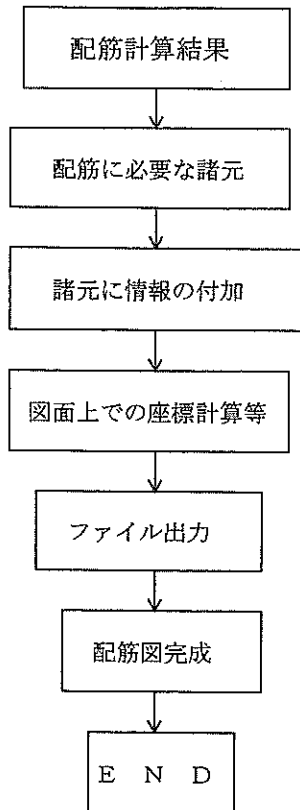 配筋計算結果
配筋に必要な諸元
諸元に情報の付加
図面上での座標計算等
ファイル出力
配筋図完成
E N D